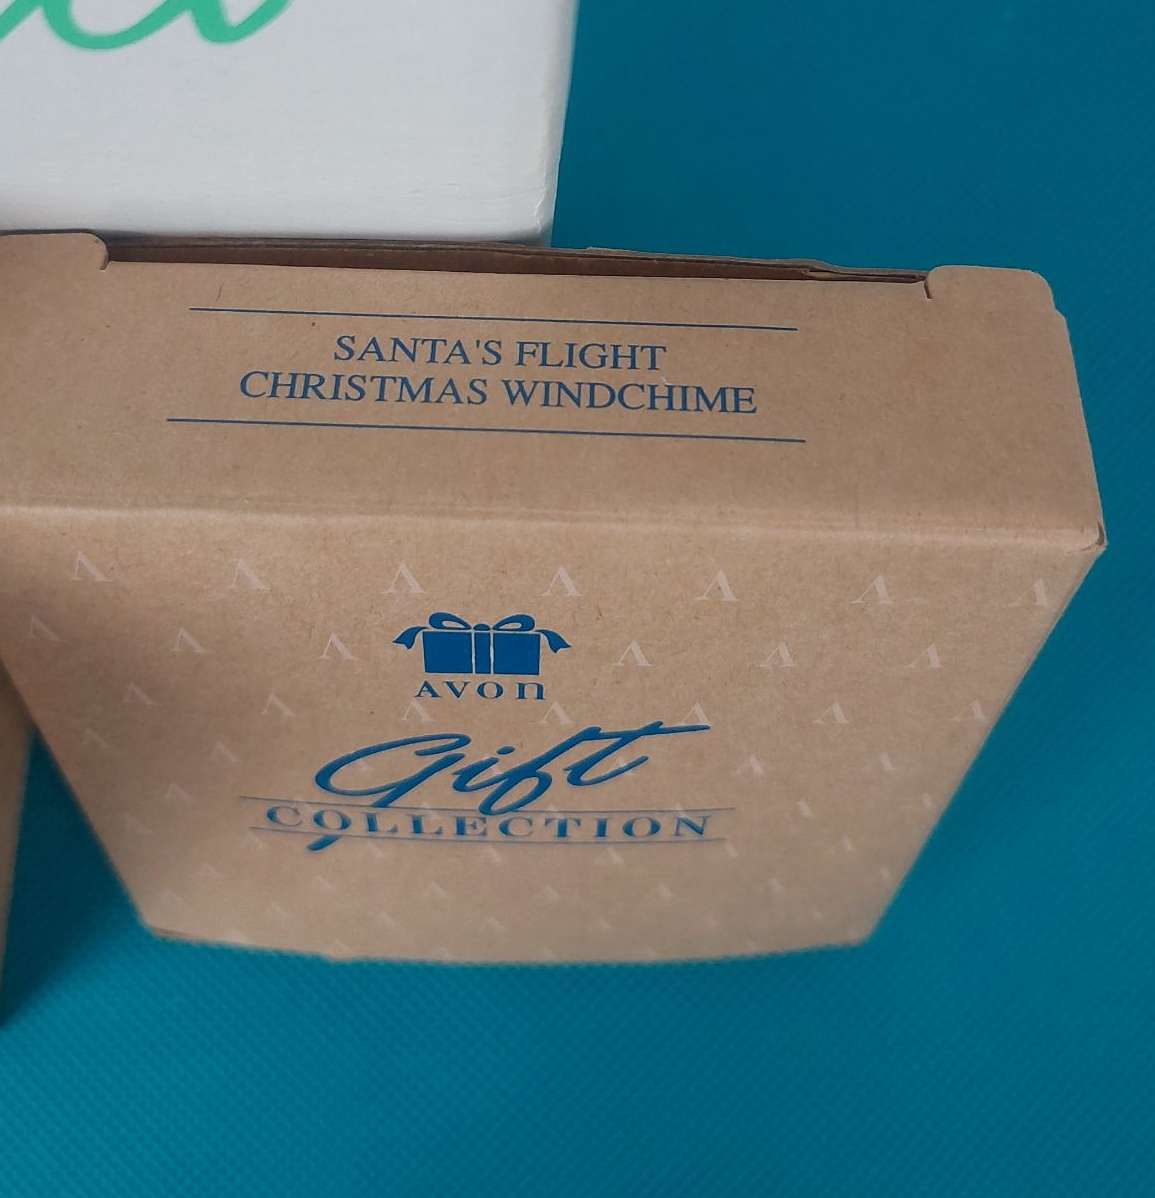 SANTA'S FLIGHT
CHRISTMAS WINDCHIME
AVON
Gift
COLLECTION